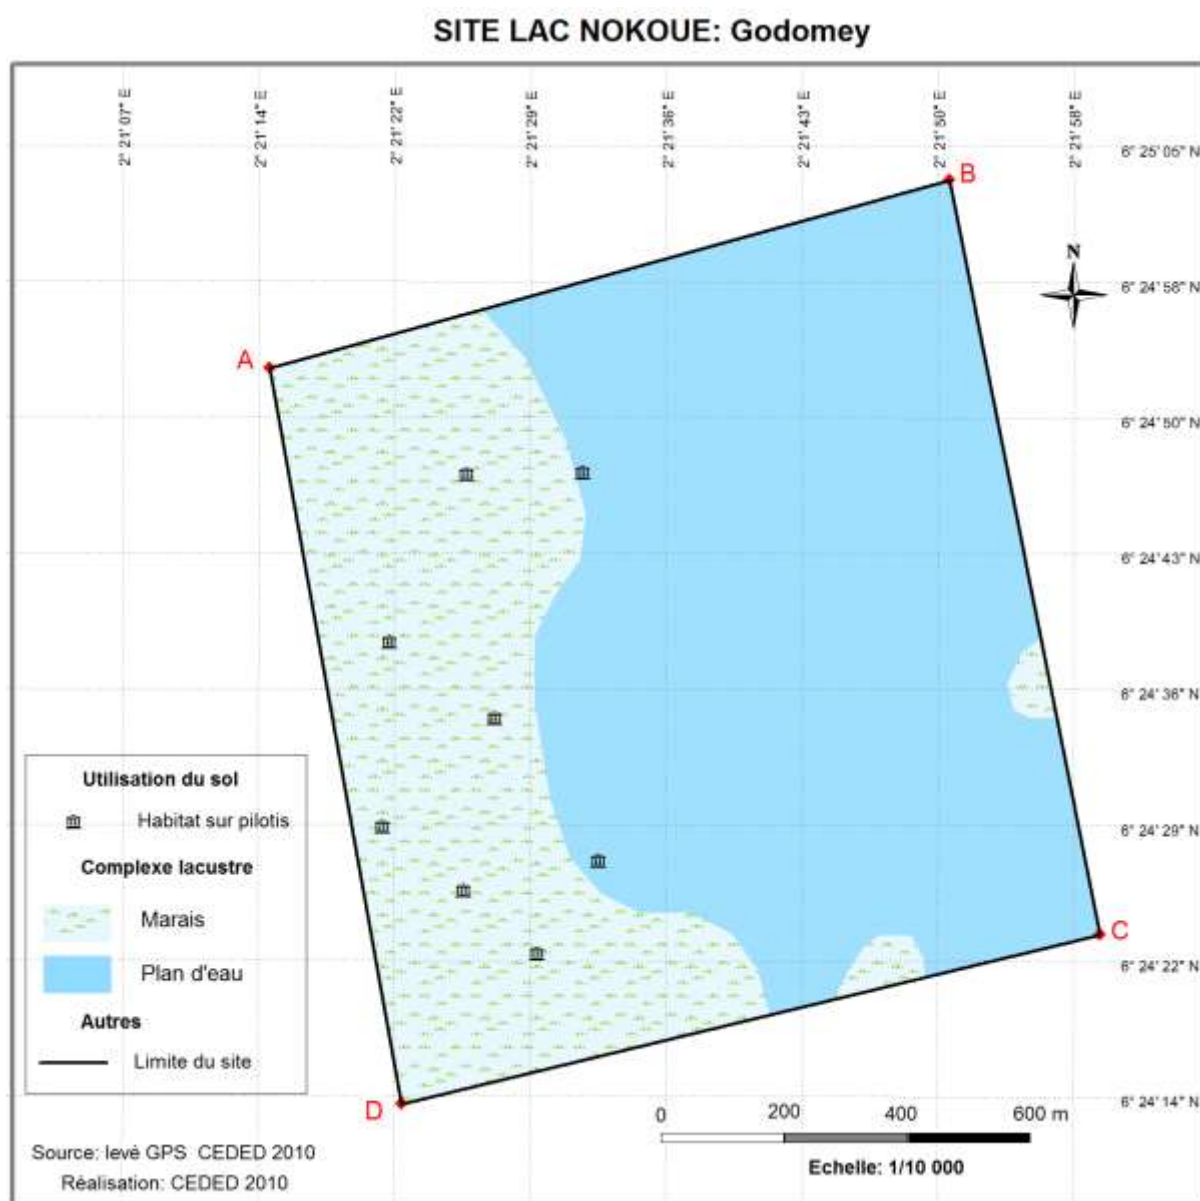 SITE LAC NOKOUE: Godomey
2° 21' 07" E
2° 21' 14" E
2° 21' 22" E
2° 21' 29" E
2° 21' 36" E
2° 21' 43" E
2° 21' 50" E
2° 21' 58" E
6° 25' 05" N
B
N
6° 24' 58" N
A
6° 24' 50" N
6° 24' 43" N
6° 24' 36" N
Utilisation du sol
Habitat sur pilotis
6° 24' 29" N
Complexe lacustre
Marais
C
Plan d'eau
6° 24' 22" N
Autres
Limite du site
D
6° 24' 14" N
0 200 400 600 m
Echelle: 1/10 000
Source: levé GPS CEDED 2010
Réalisation: CEDED 2010